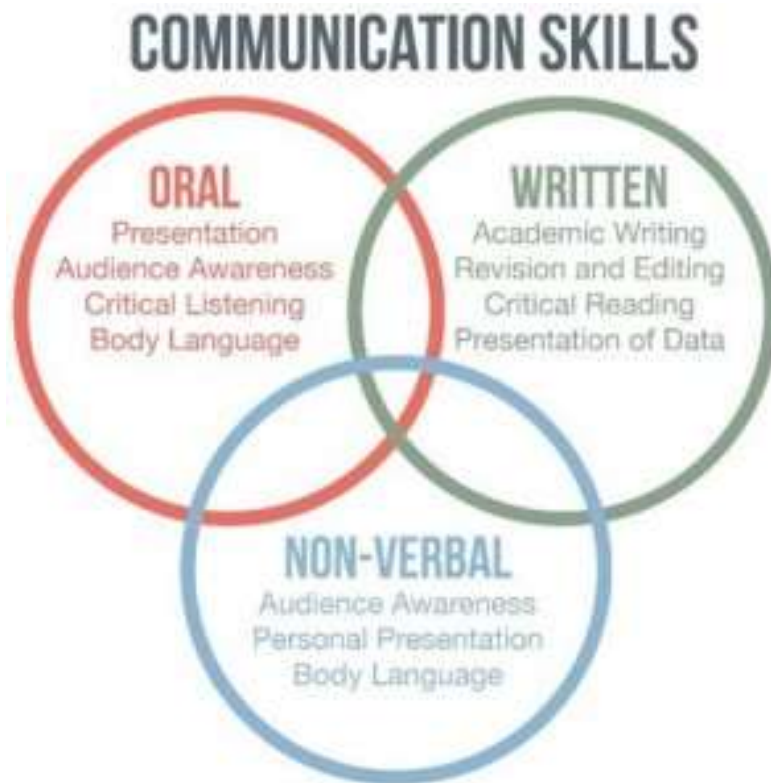 COMMUNICATION SKILLS
ORAL
Presentation
Audience Awareness
Critical Listening
Body Language
WRITTEN
Academic Writing
Revision and Editing
Critical Reading
Presentation of Data
NON-VERBAL
Audience Awareness
Personal Presentation
Body Language